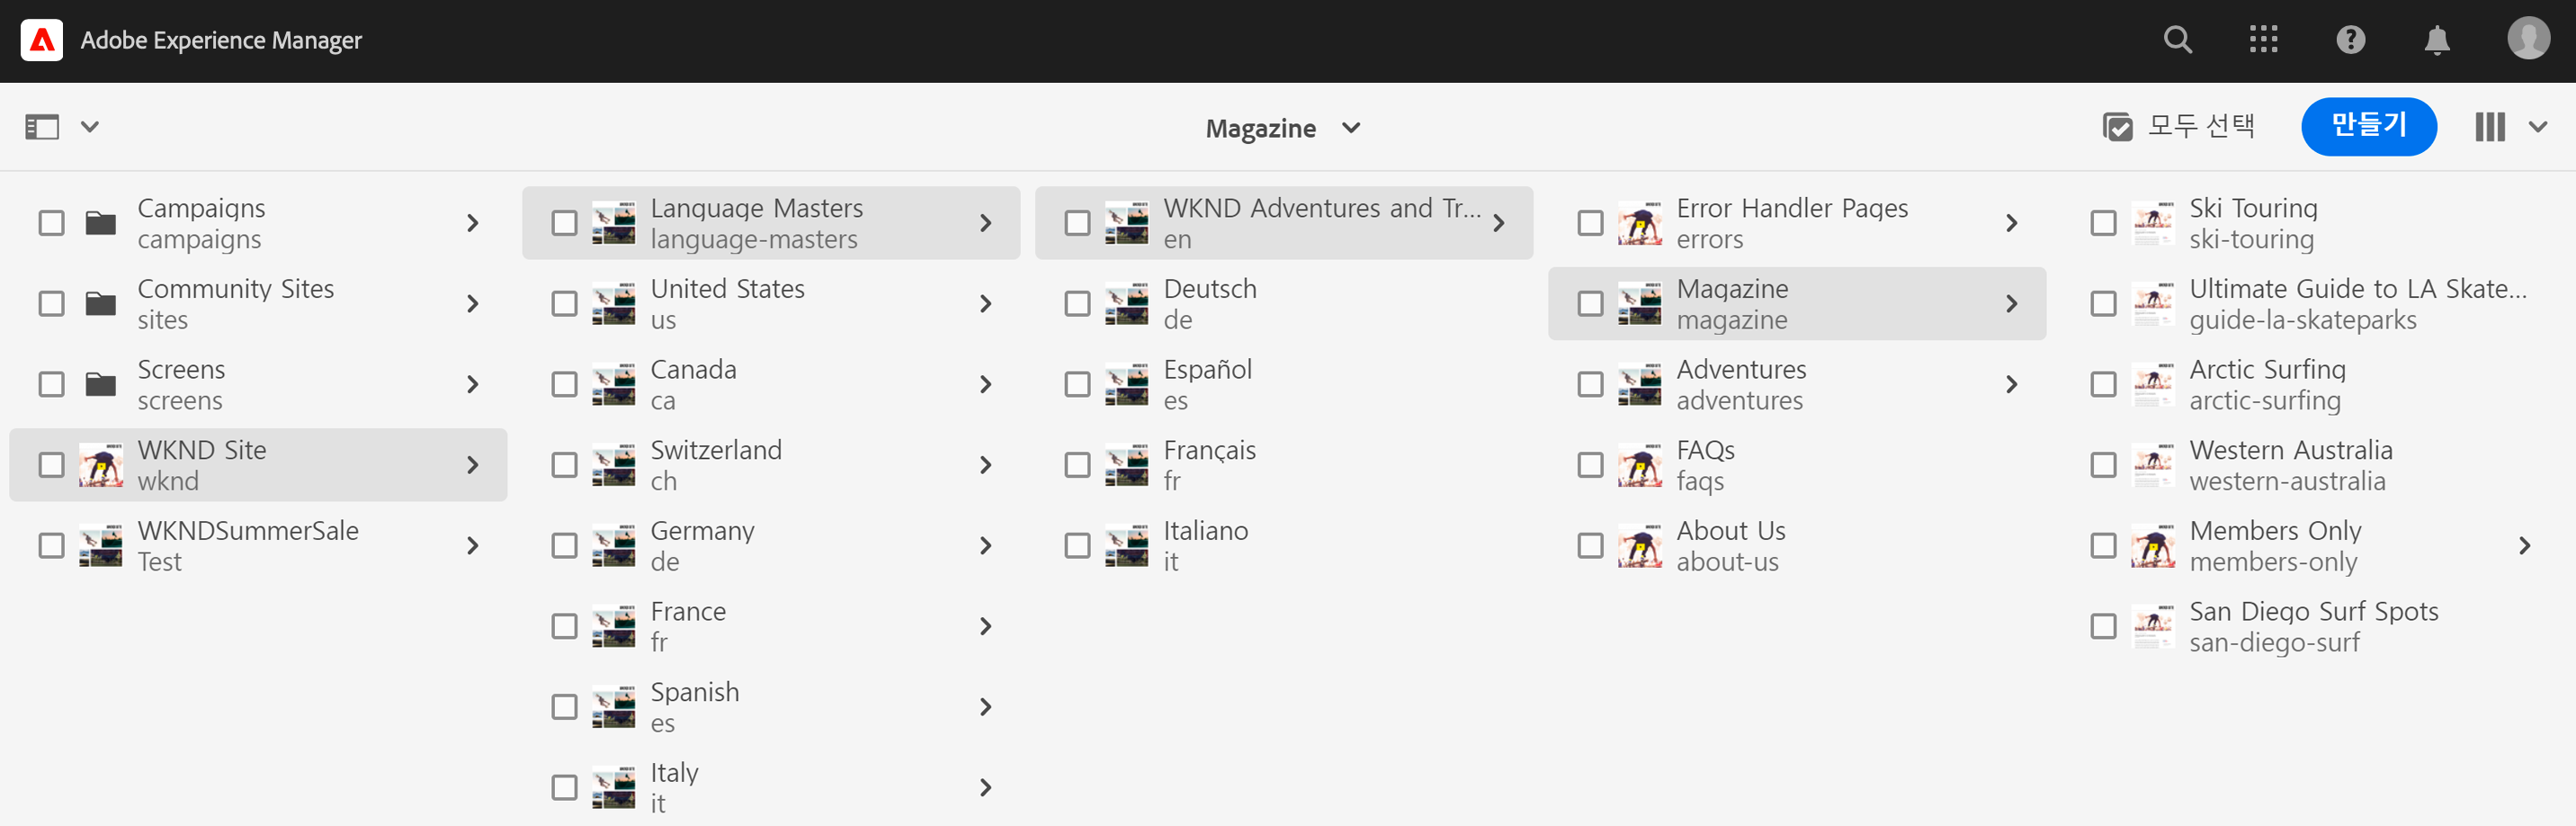 Adobe Experience Manager
Magazine
모두 선택
만들기
Campaigns
campaigns
Community Sites
sites
Screens
screens
WKND Site
wknd
WKNDSummerSale
Test
Language Masters
language-masters
United States
us
Canada
ca
Switzerland
ch
Germany
de
France
fr
Spanish
es
Italy
it
WKND Adventures and Tr...
en
Deutsch
de
Español
es
Français
fr
Italiano
it
Error Handler Pages
errors
Magazine
magazine
Adventures
adventures
FAQs
faqs
About Us
about-us
Ski Touring
ski-touring
Ultimate Guide to LA Skate...
guide-la-skateparks
Arctic Surfing
arctic-surfing
Western Australia
western-australia
Members Only
members-only
San Diego Surf Spots
san-diego-surf